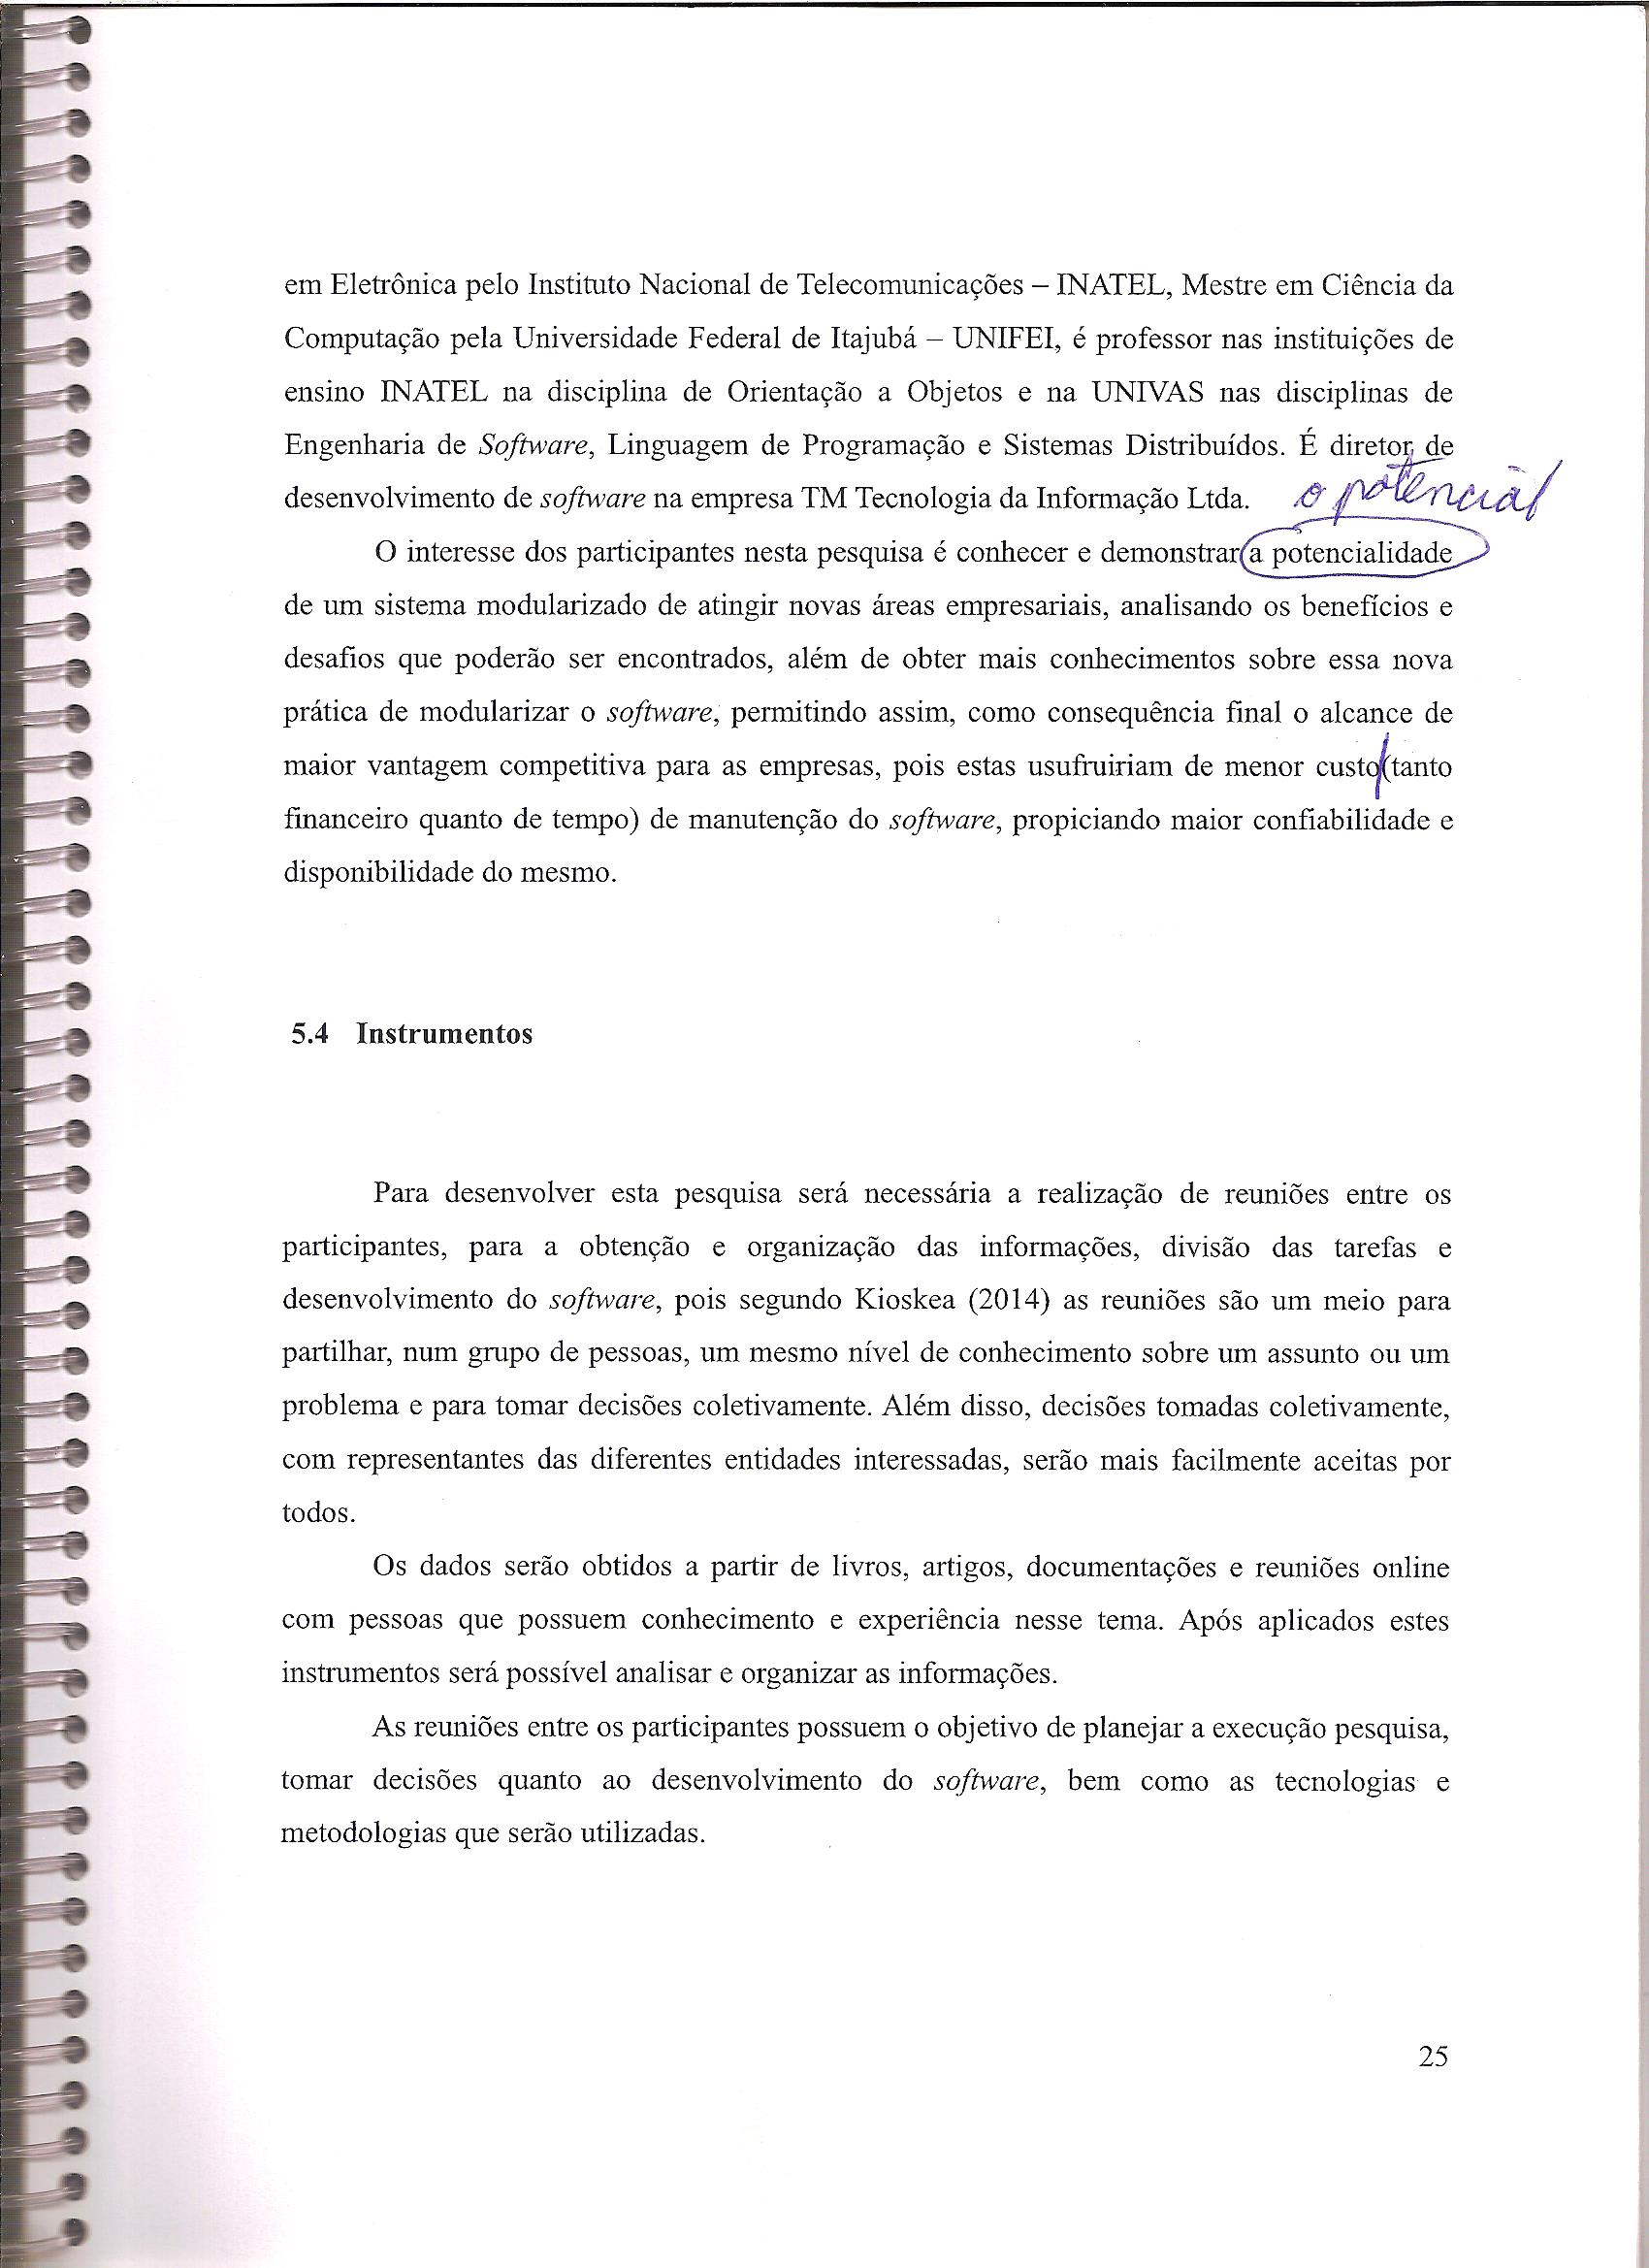 em Eletrônica pelo Instituto Nacional de Telecomunicações – INATEL, Mestre em Ciência da
Computação pela Universidade Federal de Itajubá – UNIFEI, é professor nas instituições de
ensino INATEL na disciplina de Orientação a Objetos e na UNIVAS nas disciplinas de
Engenharia de Software, Linguagem de Programação e Sistemas Distribuídos. É diretor de
desenvolvimento de software na empresa TM Tecnologia da Informação Ltda.
o potencial
O interesse dos participantes nesta pesquisa é conhecer e demonstrar a potencialidade
de um sistema modularizado de atingir novas áreas empresariais, analisando os benefícios e
desafios que poderão ser encontrados, além de obter mais conhecimentos sobre essa nova
prática de modularizar o software, permitindo assim, como consequência final o alcance de
maior vantagem competitiva para as empresas, pois estas usufruiriam de menor custo(tanto
financeiro quanto de tempo) de manutenção do software, propiciando maior confiabilidade e
disponibilidade do mesmo.
5.4 Instrumentos
Para desenvolver esta pesquisa será necessária a realização de reuniões entre os
participantes, para a obtenção e organização das informações, divisão das tarefas e
desenvolvimento do software, pois segundo Kioskea (2014) as reuniões são um meio para
partilhar, num grupo de pessoas, um mesmo nível de conhecimento sobre um assunto ou um
problema e para tomar decisões coletivamente. Além disso, decisões tomadas coletivamente,
com representantes das diferentes entidades interessadas, serão mais facilmente aceitas por
todos.
Os dados serão obtidos a partir de livros, artigos, documentações e reuniões online
com pessoas que possuem conhecimento e experiência nesse tema. Após aplicados estes
instrumentos será possível analisar e organizar as informações.
As reuniões entre os participantes possuem o objetivo de planejar a execução pesquisa,
tomar decisões quanto ao desenvolvimento do software, bem como as tecnologias e
metodologias que serão utilizadas.
25